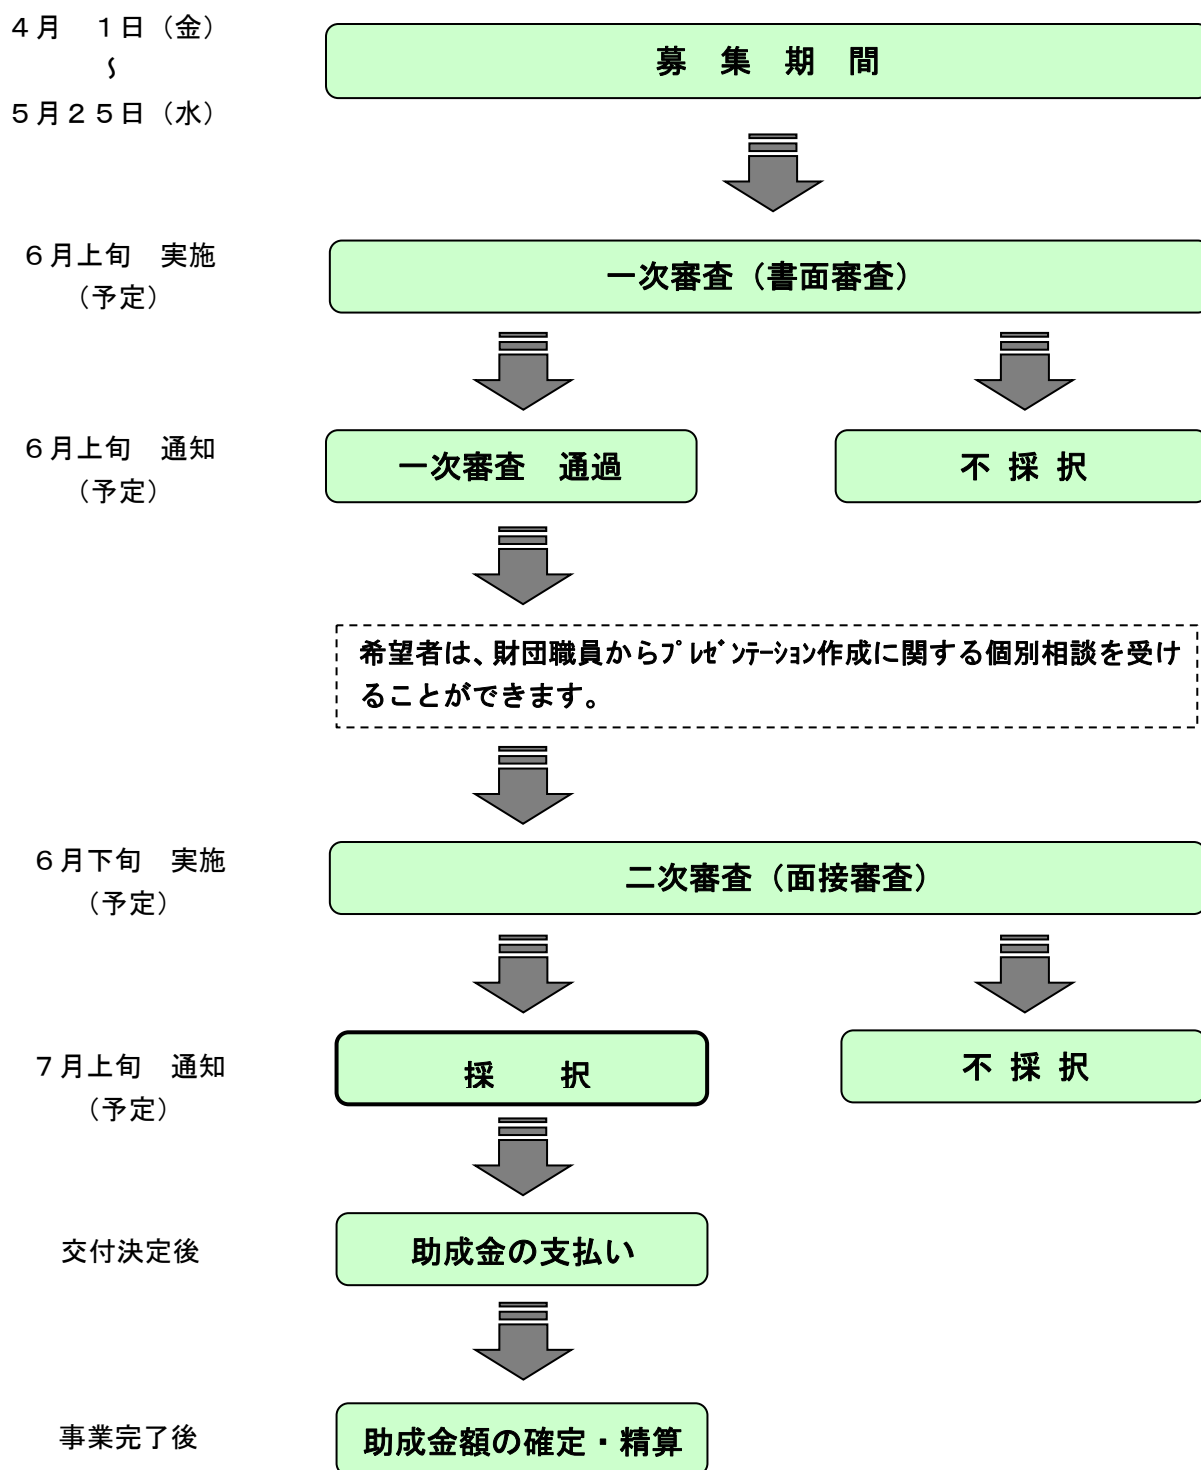 ４月　１日（金）
〜
５月２５日（水）
募　集　期　間
６月上旬　実施
（予定）
一次審査（書面審査）
６月上旬　通知
（予定）
一次審査　通過
不 採 択
希望者は、財団職員からﾌﾟﾚｾﾞﾝﾃｰｼｮﾝ作成に関する個別相談を受け
ることができます。
６月下旬　実施
（予定）
二次審査（面接審査）
７月上旬　通知
（予定）
採　　択
不 採 択
交付決定後
助成金の支払い
事業完了後
助成金額の確定・精算